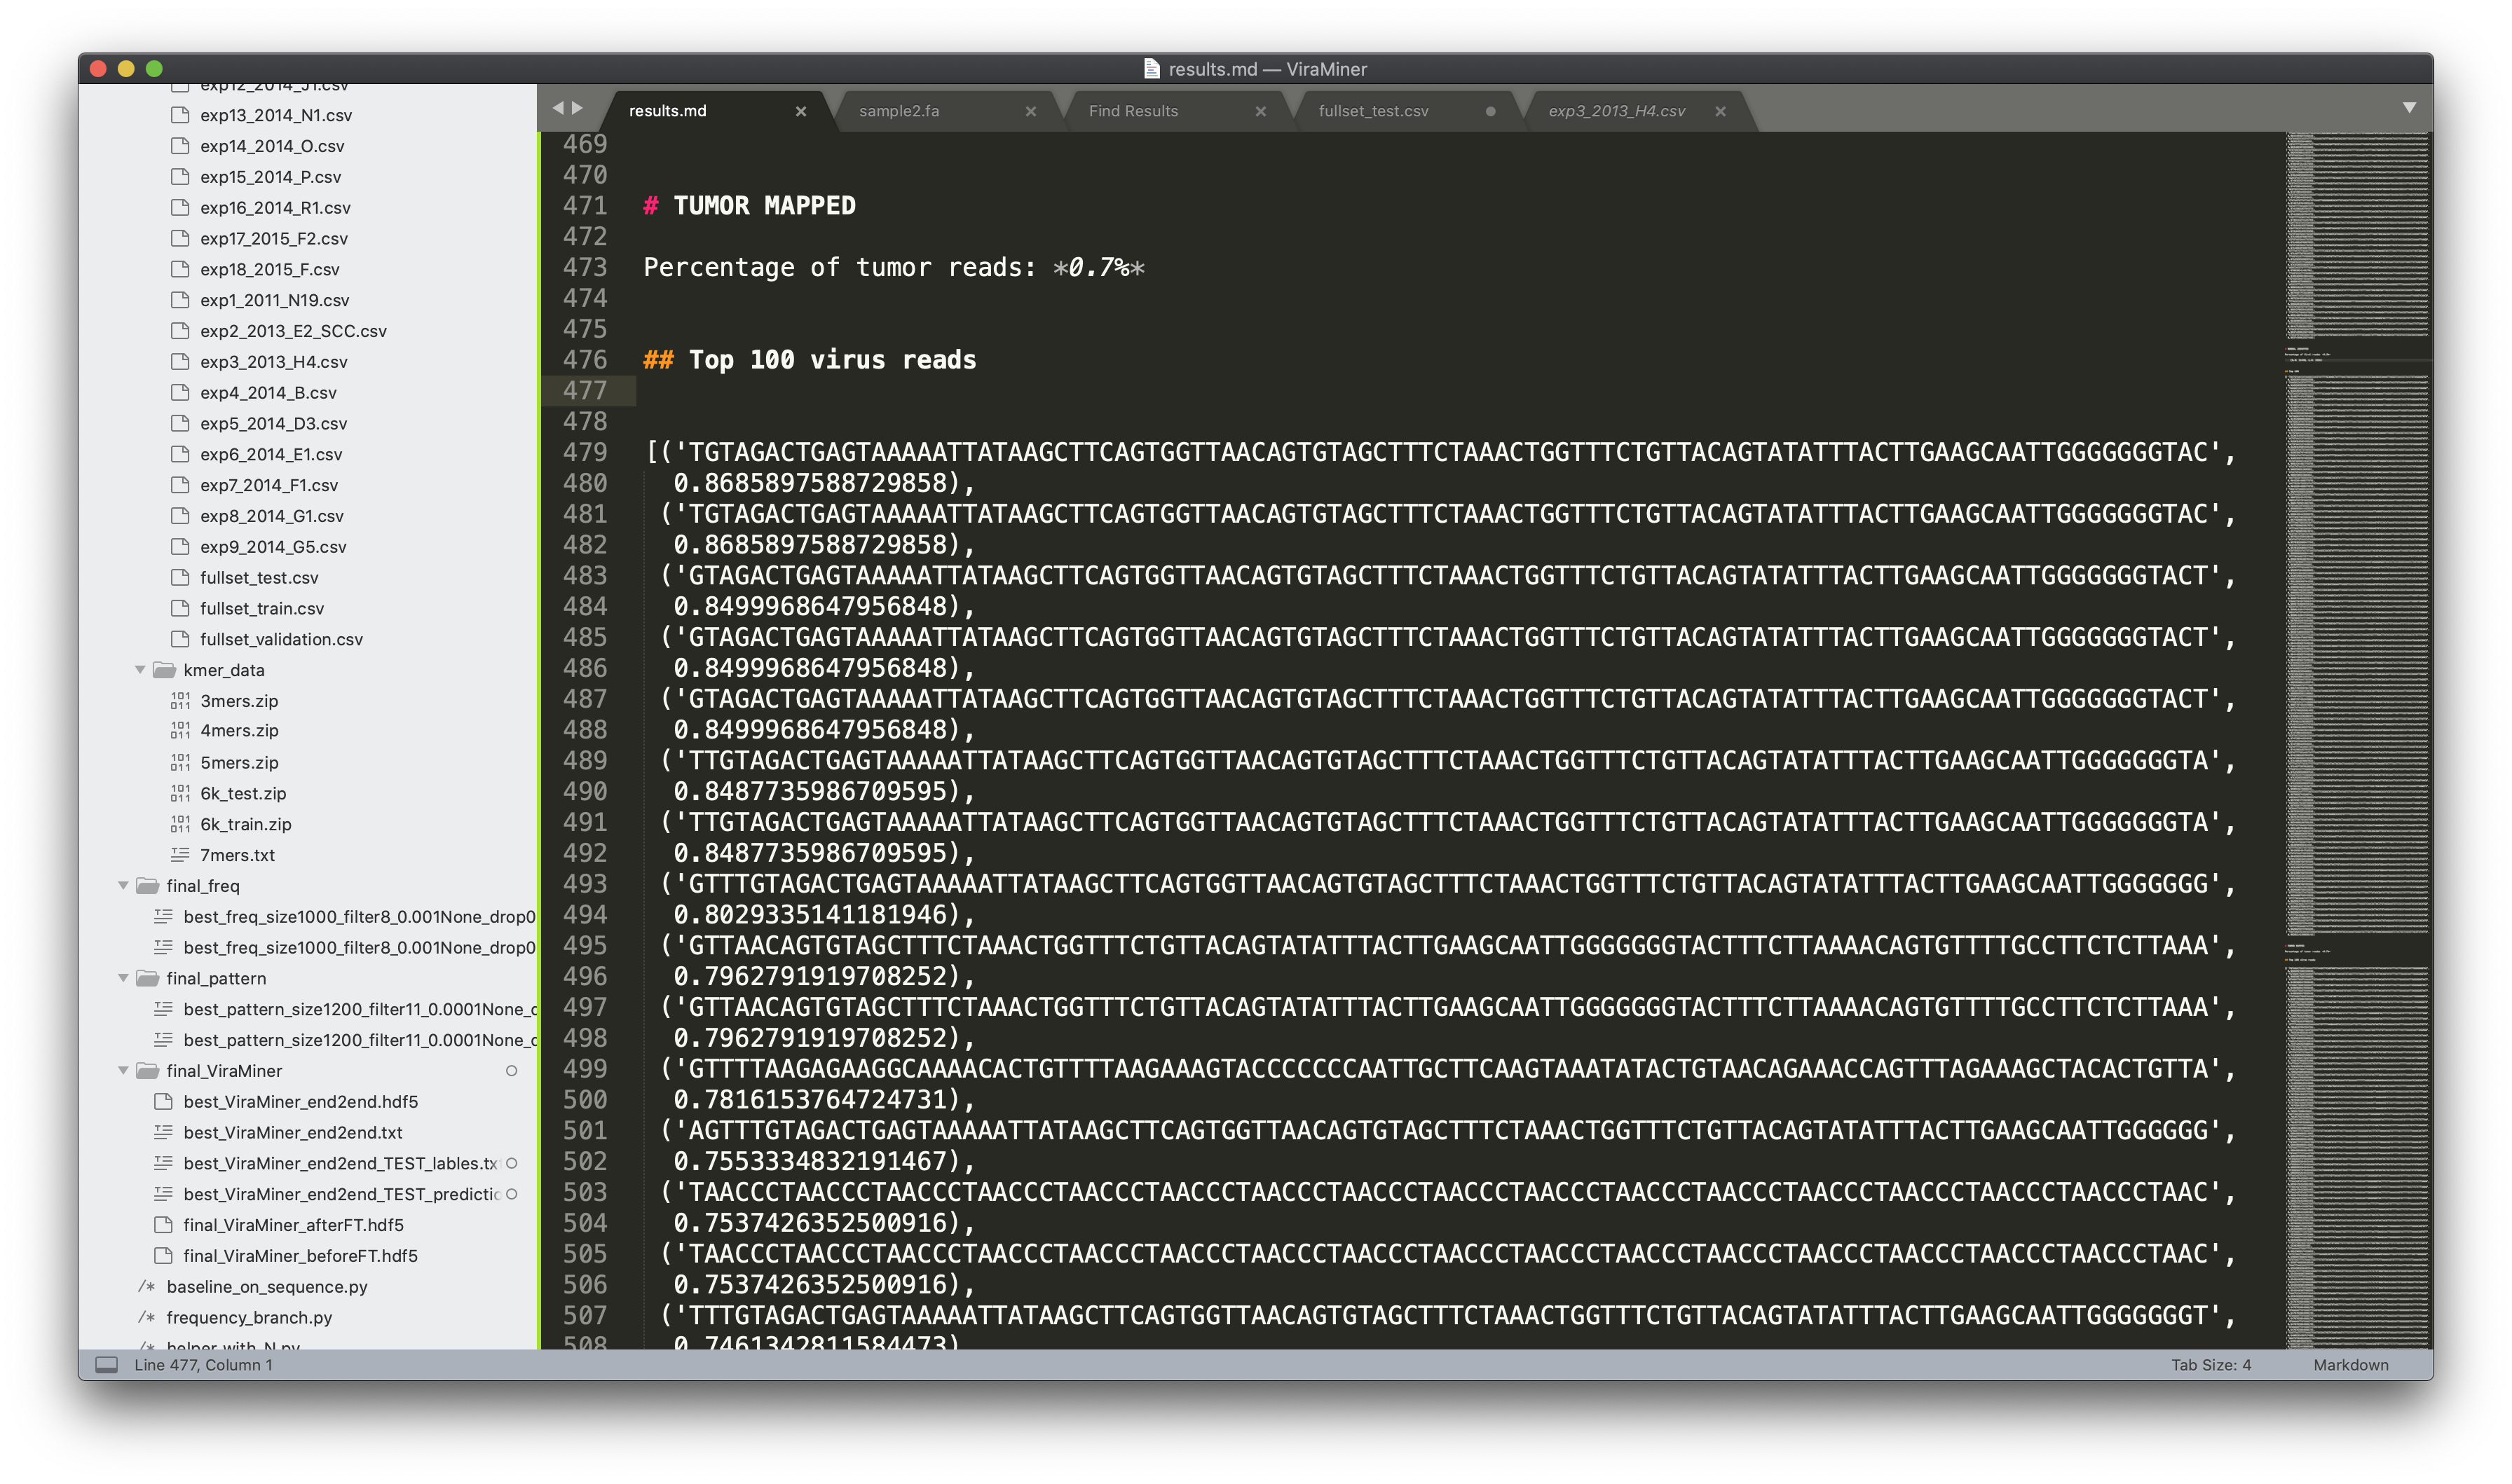 results.md — ViraMiner
exp12_2014_J1.csv
exp13_2014_N1.csv
exp14_2014_O.csv
exp15_2014_P.csv
exp16_2014_R1.csv
exp17_2015_F2.csv
exp18_2015_F.csv
exp1_2011_N19.csv
exp2_2013_E2_SCC.csv
exp3_2013_H4.csv
exp4_2014_B.csv
exp5_2014_D3.csv
exp6_2014_E1.csv
exp7_2014_F1.csv
exp8_2014_G1.csv
exp9_2014_G5.csv
fullset_test.csv
fullset_train.csv
fullset_validation.csv
kmer_data
3mers.zip
4mers.zip
5mers.zip
6k_test.zip
6k_train.zip
7mers.txt
final_freq
best_freq_size1000_filter8_0.001None_drop0
best_freq_size1000_filter8_0.001None_drop0
final_pattern
best_pattern_size1200_filter11_0.0001None_d
best_pattern_size1200_filter11_0.0001None_d
final_ViraMiner
best_ViraMiner_end2end.hdf5
best_ViraMiner_end2end.txt
best_ViraMiner_end2end_TEST_lables.tx
best_ViraMiner_end2end_TEST_predictio
final_ViraMiner_afterFT.hdf5
final_ViraMiner_beforeFT.hdf5
baseline_on_sequence.py
frequency_branch.py
helper_with_N.py
results.md sample2.fa Find Results fullset_test.csv exp3_2013_H4.csv
469
470
471 # TUMOR MAPPED
472
473 Percentage of tumor reads: *0.7%*
474
475
476 ## Top 100 virus reads
477
478
479 [('TGTAGACTGAGTAAAAATTATAAGCTTCAGTGGTTAACAGTGTAGCTTTCTAAACTGGTTTCTGTTACAGTATATTTACTTGAAGCAATTGGGGGGGTAC',
480 0.8685897588729858),
481 ('TGTAGACTGAGTAAAAATTATAAGCTTCAGTGGTTAACAGTGTAGCTTTCTAAACTGGTTTCTGTTACAGTATATTTACTTGAAGCAATTGGGGGGGTAC',
482 0.8685897588729858),
483 ('GTAGACTGAGTAAAAATTATAAGCTTCAGTGGTTAACAGTGTAGCTTTCTAAACTGGTTTCTGTTACAGTATATTTACTTGAAGCAATTGGGGGGGTACT',
484 0.8499968647956848),
485 ('GTAGACTGAGTAAAAATTATAAGCTTCAGTGGTTAACAGTGTAGCTTTCTAAACTGGTTTCTGTTACAGTATATTTACTTGAAGCAATTGGGGGGGTACT',
486 0.8499968647956848),
487 ('GTAGACTGAGTAAAAATTATAAGCTTCAGTGGTTAACAGTGTAGCTTTCTAAACTGGTTTCTGTTACAGTATATTTACTTGAAGCAATTGGGGGGGTACT',
488 0.8499968647956848),
489 ('TTGTAGACTGAGTAAAAATTATAAGCTTCAGTGGTTAACAGTGTAGCTTTCTAAACTGGTTTCTGTTACAGTATATTTACTTGAAGCAATTGGGGGGGTA',
490 0.8487735986709595),
491 ('TTGTAGACTGAGTAAAAATTATAAGCTTCAGTGGTTAACAGTGTAGCTTTCTAAACTGGTTTCTGTTACAGTATATTTACTTGAAGCAATTGGGGGGGTA',
492 0.8487735986709595),
493 ('GTTTGTAGACTGAGTAAAAATTATAAGCTTCAGTGGTTAACAGTGTAGCTTTCTAAACTGGTTTCTGTTACAGTATATTTACTTGAAGCAATTGGGGGGG',
494 0.8029335141181946),
495 ('GTTAACAGTGTAGCTTTCTAAACTGGTTTCTGTTACAGTATATTTACTTGAAGCAATTGGGGGGGTACTTTCTTAAAACAGTGTTTTGCCTTCTCTTAAA',
496 0.7962791919708252),
497 ('GTTAACAGTGTAGCTTTCTAAACTGGTTTCTGTTACAGTATATTTACTTGAAGCAATTGGGGGGGTACTTTCTTAAAACAGTGTTTTGCCTTCTCTTAAA',
498 0.7962791919708252),
499 ('GTTTTAAGAGAAGGCAAAACACTGTTTTAAGAAAGTACCCCCCCAATTGCTTCAAGTAAATATACTGTAACAGAAACCAGTTTAGAAAGCTACACTGTTA',
500 0.7816153764724731),
501 ('AGTTTGTAGACTGAGTAAAAATTATAAGCTTCAGTGGTTAACAGTGTAGCTTTCTAAACTGGTTTCTGTTACAGTATATTTACTTGAAGCAATTGGGGGG',
502 0.7553334832191467),
503 ('TAACCCTAACCCTAACCCTAACCCTAACCCTAACCCTAACCCTAACCCTAACCCTAACCCTAACCCTAACCCTAACCCTAACCCTAACCCTAACCCTAAC',
504 0.7537426352500916),
505 ('TAACCCTAACCCTAACCCTAACCCTAACCCTAACCCTAACCCTAACCCTAACCCTAACCCTAACCCTAACCCTAACCCTAACCCTAACCCTAACCCTAAC',
506 0.7537426352500916),
507 ('TTTGTAGACTGAGTAAAAATTATAAGCTTCAGTGGTTAACAGTGTAGCTTTCTAAACTGGTTTCTGTTACAGTATATTTACTTGAAGCAATTGGGGGGGT',
508 0.7461342811584473)
Line 477, Column 1 Tab Size: 4 Markdown